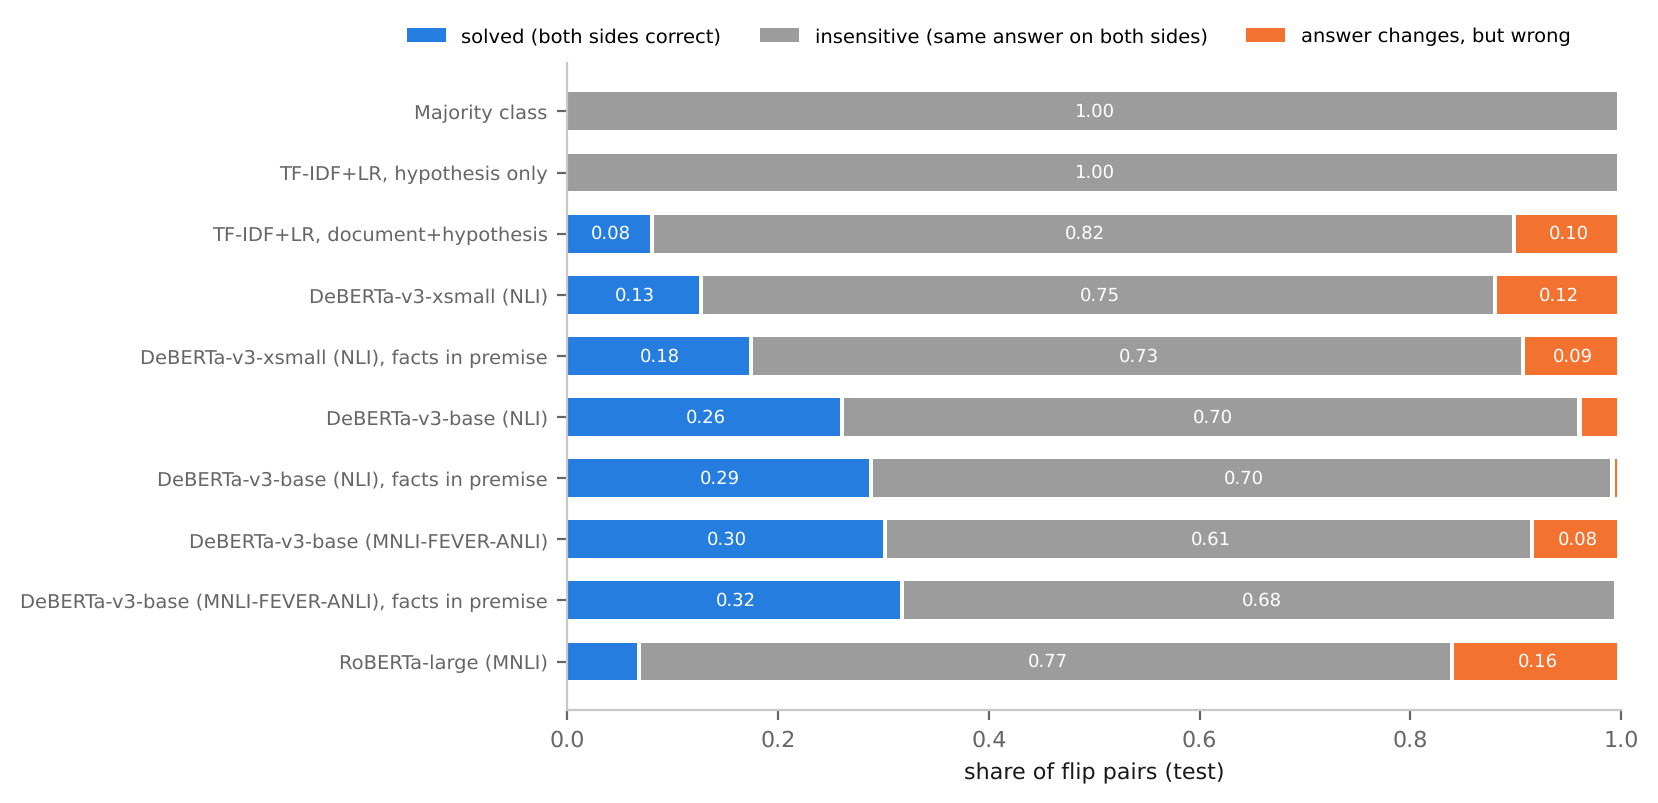 solved (both sides correct) insensitive (same answer on both sides) answer changes, but wrong
Majority class 1.00
TF-IDF+LR, hypothesis only 1.00
TF-IDF+LR, document+hypothesis 0.08 0.82 0.10
DeBERTa-v3-xsmall (NLI) 0.13 0.75 0.12
DeBERTa-v3-xsmall (NLI), facts in premise 0.18 0.73 0.09
DeBERTa-v3-base (NLI) 0.26 0.70
DeBERTa-v3-base (NLI), facts in premise 0.29 0.70
DeBERTa-v3-base (MNLI-FEVER-ANLI) 0.30 0.61 0.08
DeBERTa-v3-base (MNLI-FEVER-ANLI), facts in premise 0.32 0.68
RoBERTa-large (MNLI) 0.77 0.16
0.0 0.2 0.4 0.6 0.8 1.0
share of flip pairs (test)